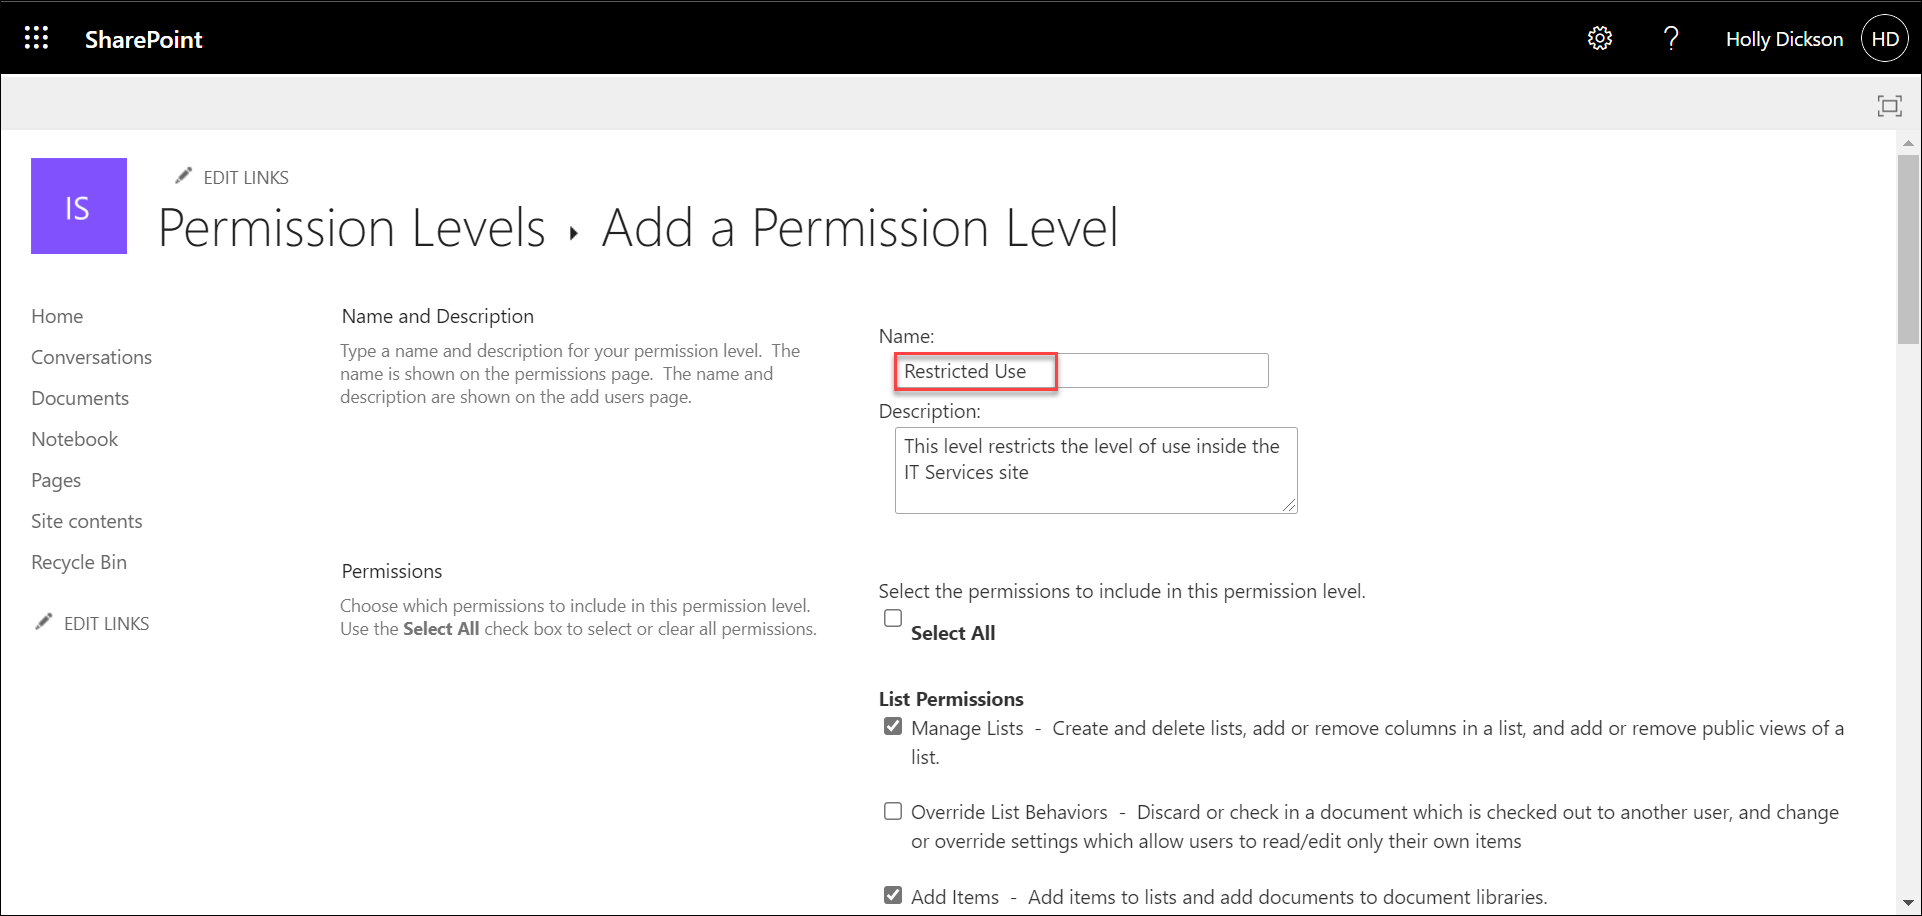 SharePoint
?
Holly Dickson
HD
IS
EDIT LINKS
Permission Levels ▸ Add a Permission Level
Home
Conversations
Documents
Notebook
Pages
Site contents
Recycle Bin
EDIT LINKS
Name and Description
Type a name and description for your permission level.  The
name is shown on the permissions page.  The name and
description are shown on the add users page.
Name:
Restricted Use
Description:
This level restricts the level of use inside the
IT Services site
Permissions
Choose which permissions to include in this permission level.
Use the Select All check box to select or clear all permissions.
Select the permissions to include in this permission level.
Select All
List Permissions
Manage Lists  -  Create and delete lists, add or remove columns in a list, and add or remove public views of a
list.
Override List Behaviors  -  Discard or check in a document which is checked out to another user, and change
or override settings which allow users to read/edit only their own items
Add Items  -  Add items to lists and add documents to document libraries.